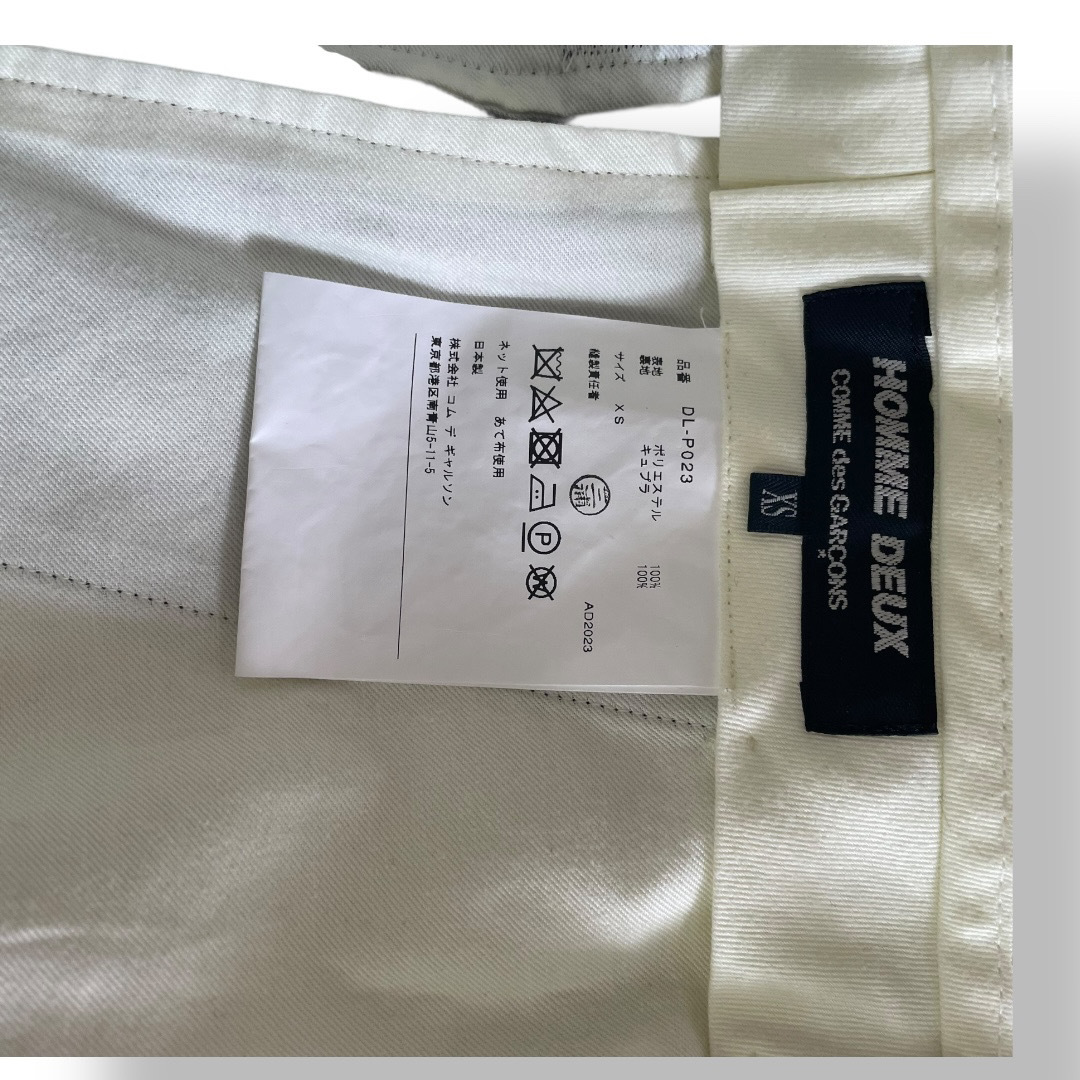 HOMME DEUX
COMME des GARÇONS
XS
品番 DL-P023
表地 ポリエステル 100%
裏地 キュプラ 100%
サイズ XS
縫製責任者
AD2023
P
ネット使用 あて布使用
日本製
株式会社 コム デ ギャルソン
東京都港区南青山5-11-5